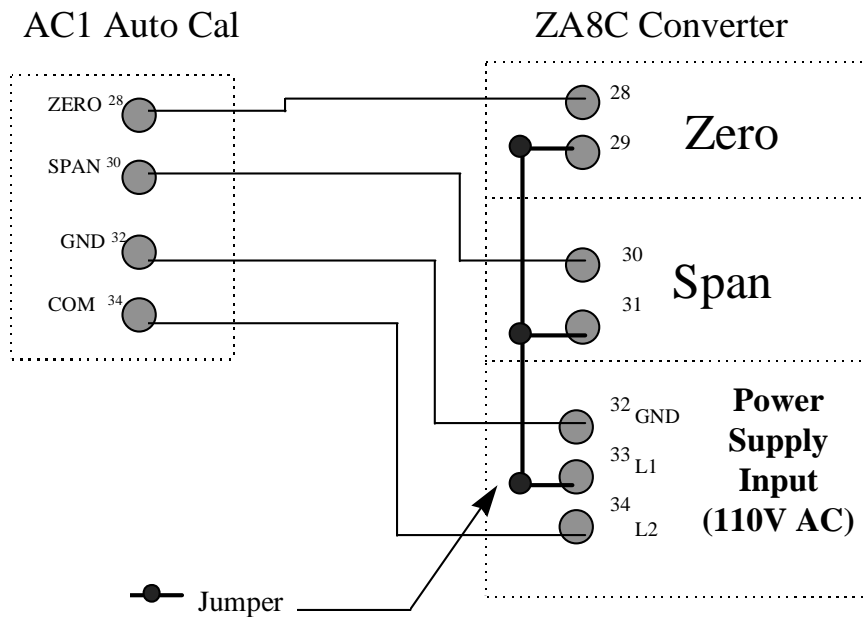 AC1 Auto Cal
ZA8C Converter
ZERO 28
SPAN 30
GND 32
COM 34
28
29
Zero
30
31
Span
32 GND
33 L1
34 L2
Power
Supply
Input
(110V AC)
Jumper